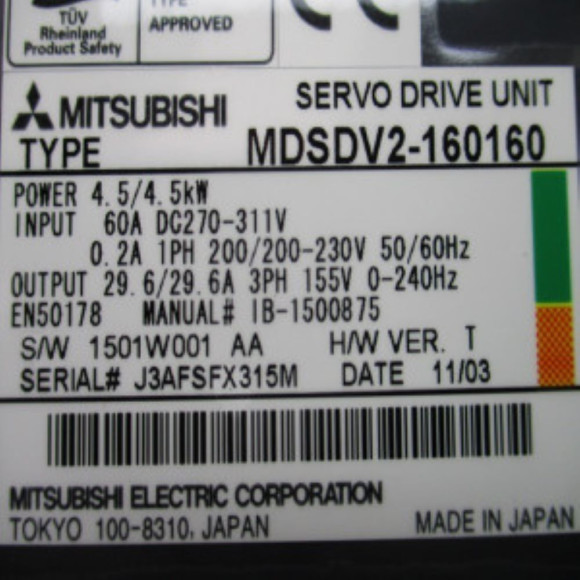 TÜV
Rheinland
Product Safety
TYPE
APPROVED
CE
MITSUBISHI
SERVO DRIVE UNIT
TYPE MDSDV2-160160
POWER 4.5/4.5kW
INPUT 60A DC270-311V
0.2A 1PH 200/200-230V 50/60Hz
OUTPUT 29.6/29.6A 3PH 155V 0-240Hz
EN50178 MANUAL# IB-1500875
S/W 1501W001 AA H/W VER. T
SERIAL# J3AFSFX315M DATE 11/03
MITSUBISHI ELECTRIC CORPORATION
TOKYO 100-8310, JAPAN MADE IN JAPAN